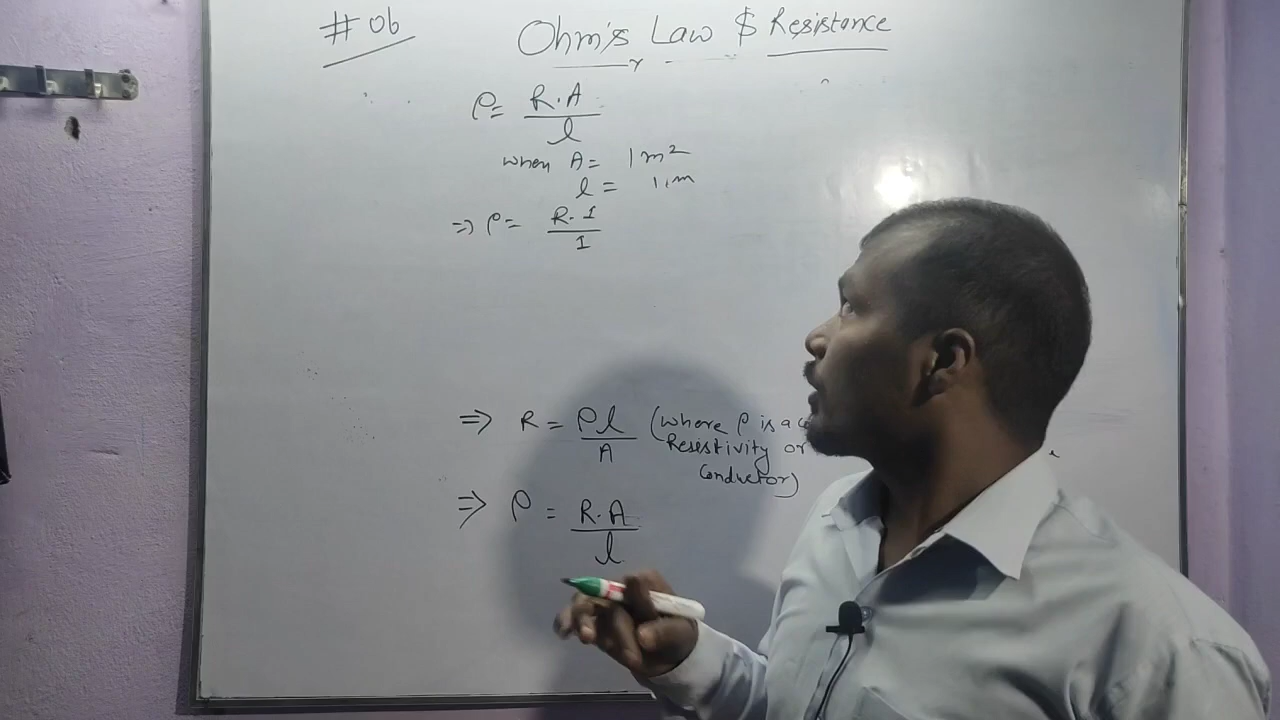 # 06
Ohm's Law $ Resistance
ρ = R.A / l
when A = 1m²
l = 1m
=> ρ = R.1 / 1
=> R = ρl / A (where ρ is a
Resistivity or
Conductor)
=> ρ = R.A / l